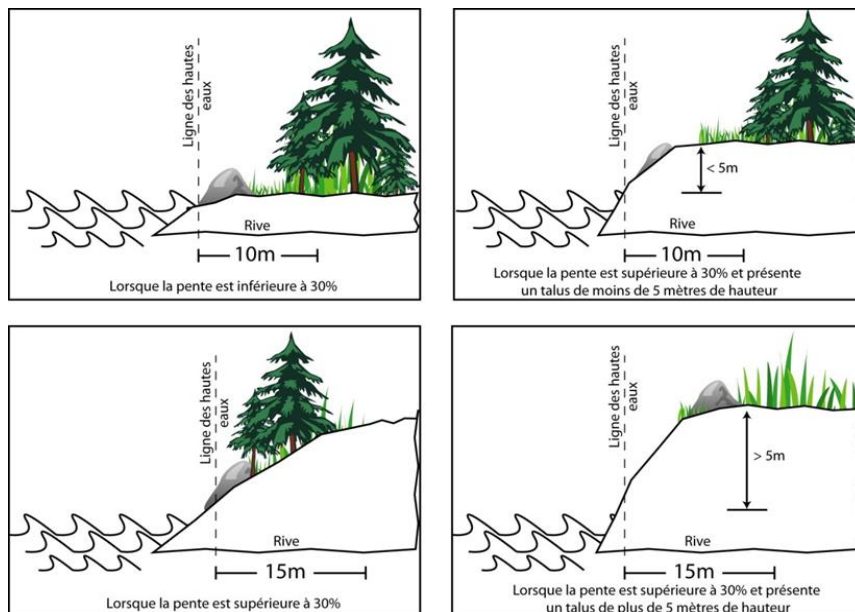 Ligne des hautes
eaux
Rive
10m
Lorsque la pente est inférieure à 30%
Ligne des hautes
eaux
< 5m
Rive
10m
Lorsque la pente est supérieure à 30% et présente
un talus de moins de 5 mètres de hauteur
Ligne des hautes
eaux
Rive
15m
Lorsque la pente est supérieure à 30%
Ligne des hautes
eaux
> 5m
Rive
15m
Lorsque la pente est supérieure à 30% et présente
un talus de plus de 5 mètres de hauteur